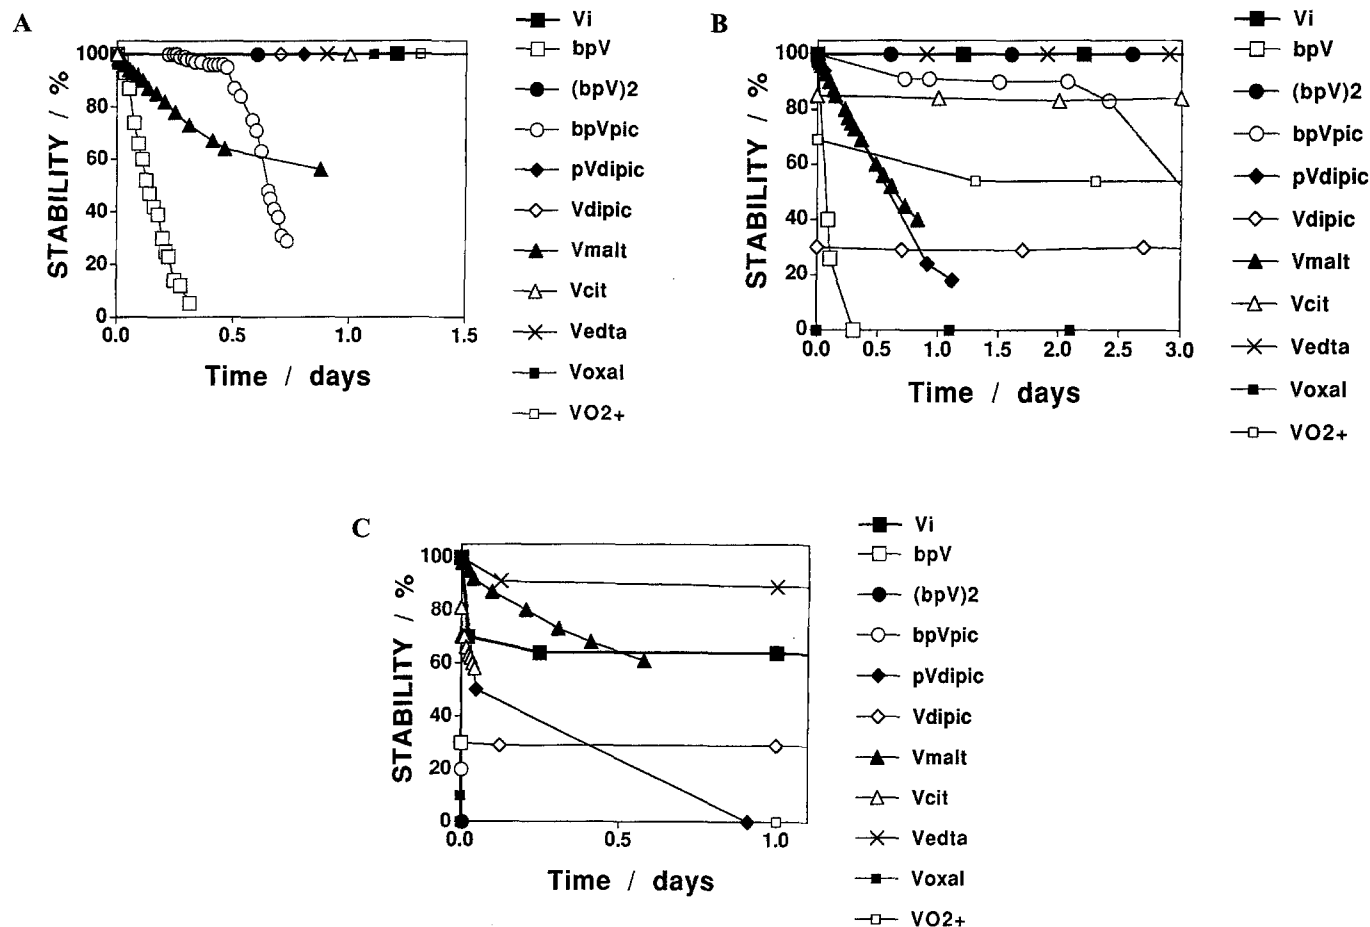 A
STABILITY / %
100
80
60
40
20
0
0.0 0.5 1.0 1.5
Time / days
Vi
bpV
(bpV)2
bpVpic
pVdipic
Vdipic
Vmalt
Vcit
Vedta
Voxal
VO2+
B
STABILITY / %
100
80
60
40
20
0
0.0 0.5 1.0 1.5 2.0 2.5 3.0
Time / days
Vi
bpV
(bpV)2
bpVpic
pVdipic
Vdipic
Vmalt
Vcit
Vedta
Voxal
VO2+
C
STABILITY / %
100
80
60
40
20
0
0.0 0.5 1.0
Time / days
Vi
bpV
(bpV)2
bpVpic
pVdipic
Vdipic
Vmalt
Vcit
Vedta
Voxal
VO2+